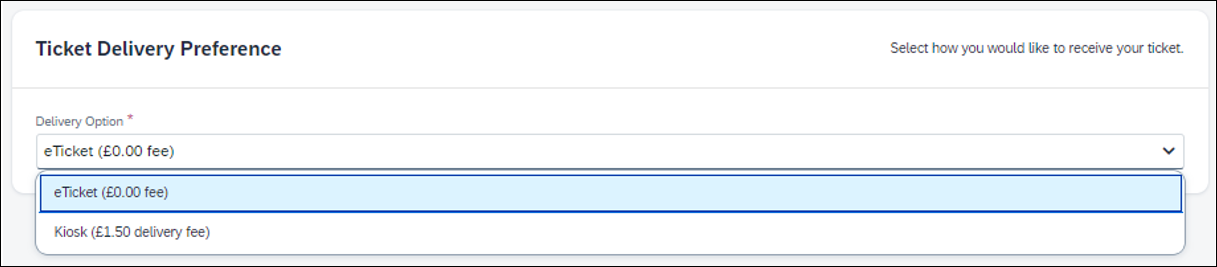 Ticket Delivery Preference
Select how you would like to receive your ticket.
Delivery Option *
eTicket (£0.00 fee)
eTicket (£0.00 fee)
Kiosk (£1.50 delivery fee)